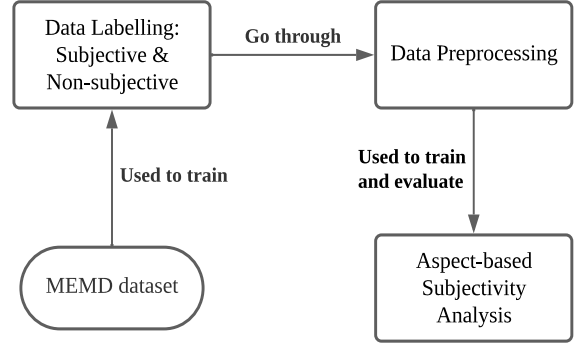 Data Labelling:
Subjective &
Non-subjective
Go through
Data Preprocessing
Used to train
Used to train
and evaluate
MEMD dataset
Aspect-based
Subjectivity
Analysis